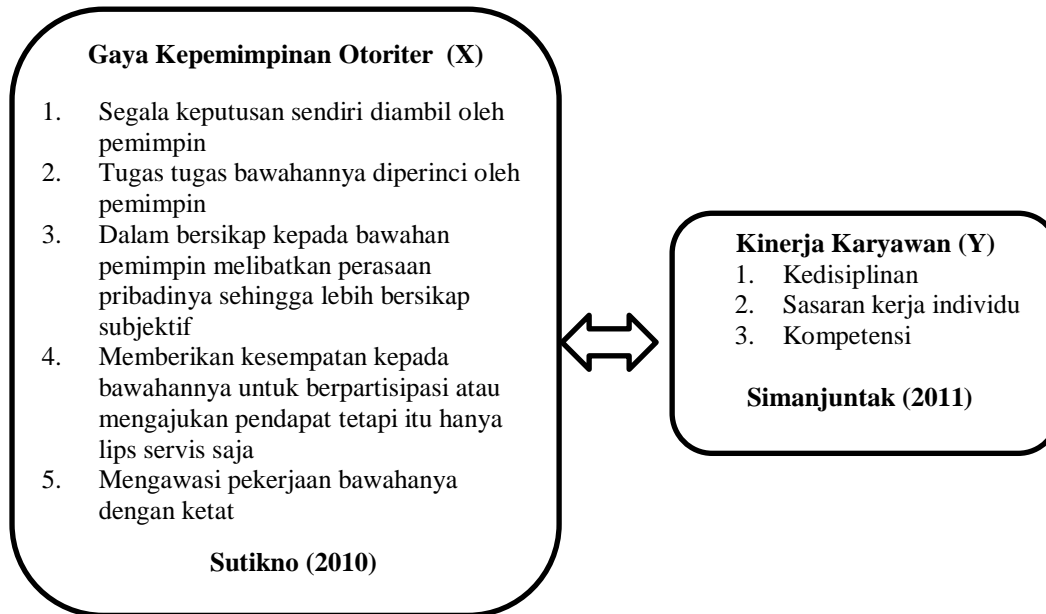 Gaya Kepemimpinan Otoriter (X)
1. Segala keputusan sendiri diambil oleh
pemimpin
2. Tugas tugas bawahannya diperinci oleh
pemimpin
3. Dalam bersikap kepada bawahan
pemimpin melibatkan perasaan
pribadinya sehingga lebih bersikap
subjektif
4. Memberikan kesempatan kepada
bawahannya untuk berpartisipasi atau
mengajukan pendapat tetapi itu hanya
lips servis saja
5. Mengawasi pekerjaan bawahanya
dengan ketat
Sutikno (2010)
Kinerja Karyawan (Y)
1. Kedisiplinan
2. Sasaran kerja individu
3. Kompetensi
Simanjuntak (2011)